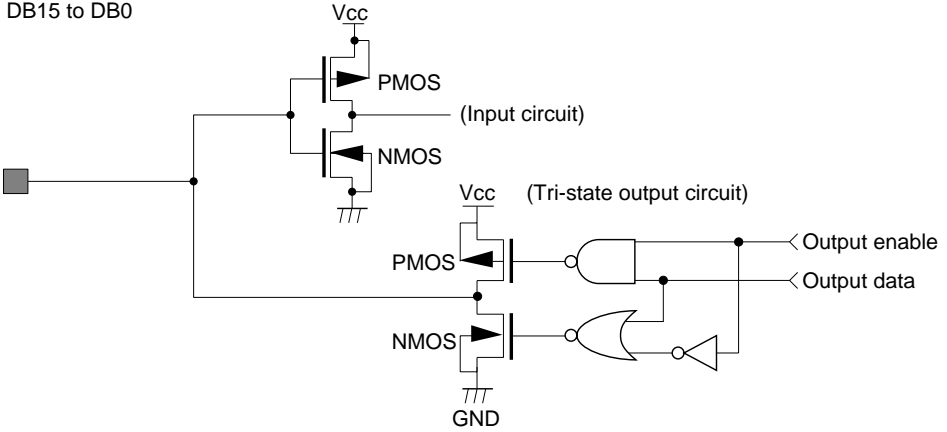 DB15 to DB0
Vcc
PMOS
(Input circuit)
NMOS
Vcc
(Tri-state output circuit)
Output enable
PMOS
Output data
NMOS
GND